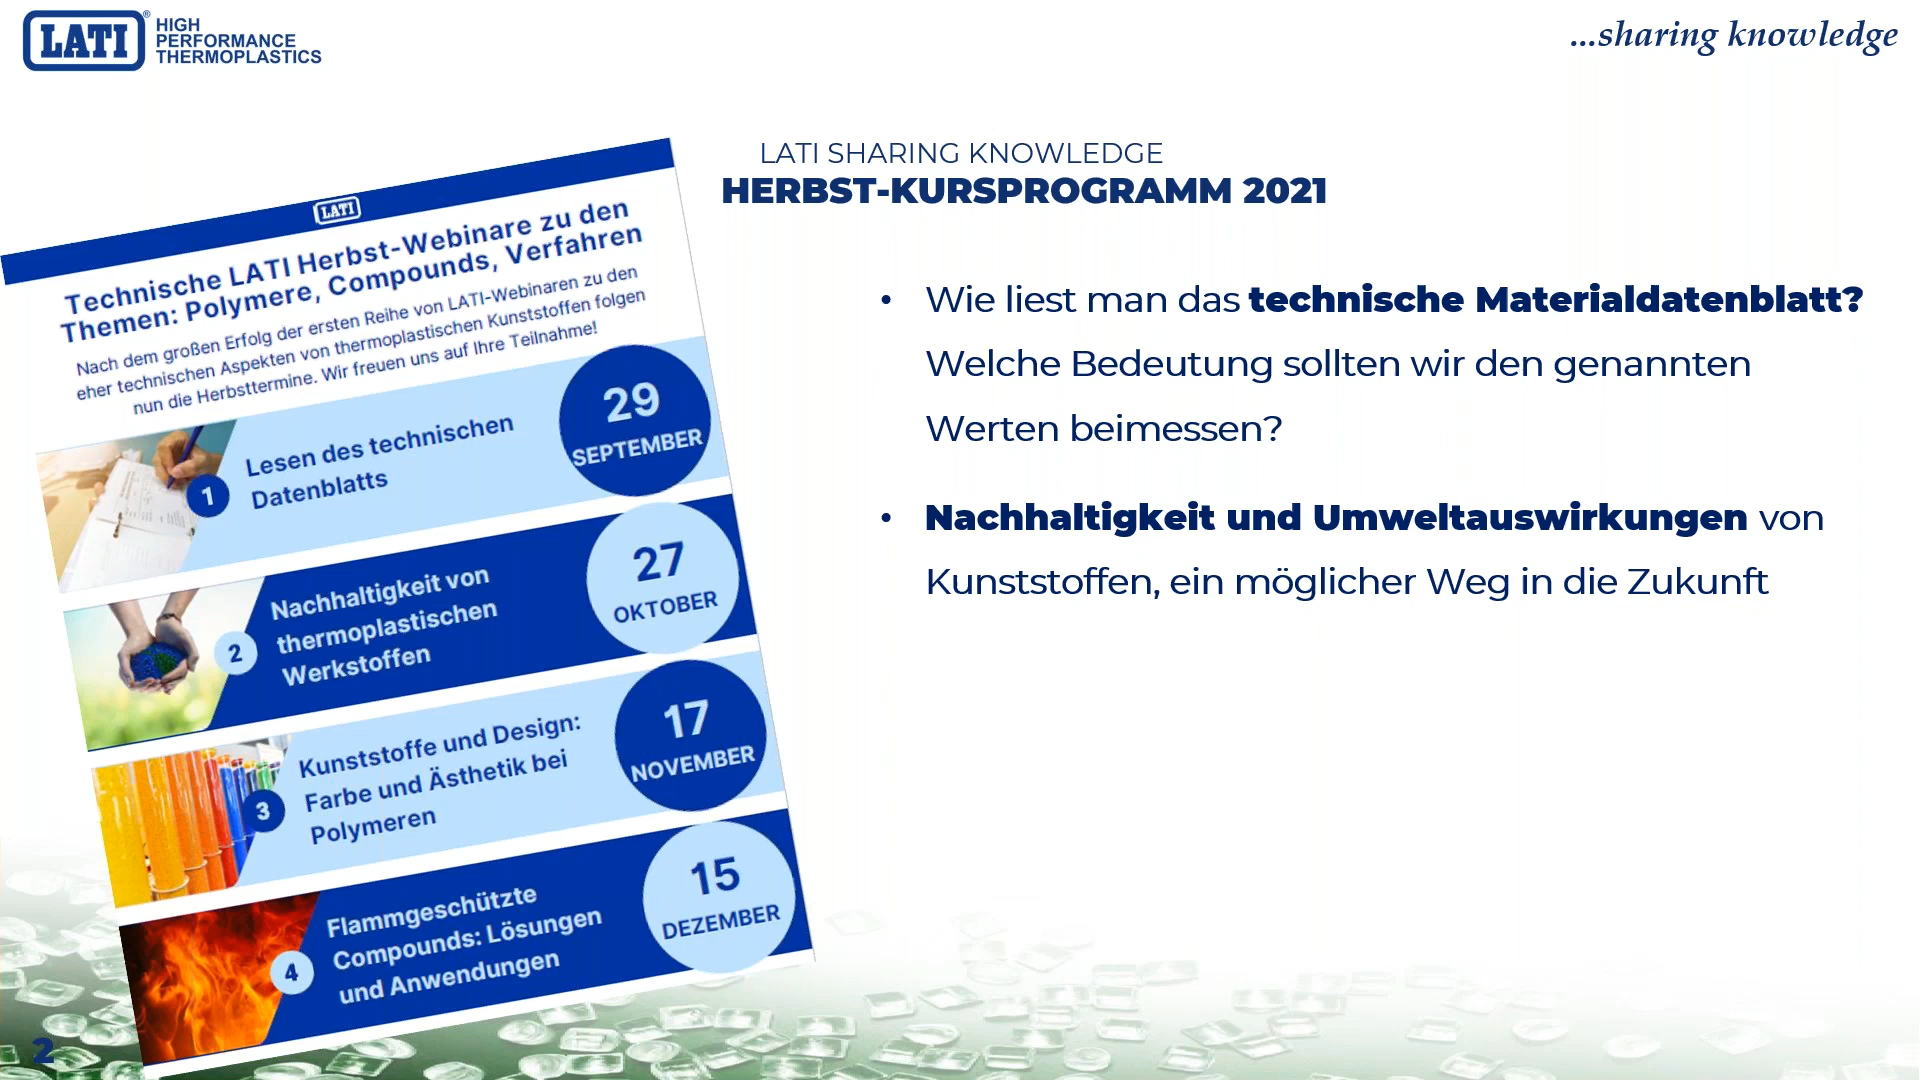 LATI®
HIGH
PERFORMANCE
THERMOPLASTICS
...sharing knowledge
LATI SHARING KNOWLEDGE
HERBST-KURSPROGRAMM 2021
LATI
Technische LATI Herbst-Webinare zu den
Themen: Polymere, Compounds, Verfahren
Nach dem großen Erfolg der ersten Reihe von LATI-Webinaren zu den
eher technischen Aspekten von thermoplastischen Kunststoffen folgen
nun die Herbsttermine. Wir freuen uns auf Ihre Teilnahme!
1
Lesen des technischen
Datenblatts
29
SEPTEMBER
2
Nachhaltigkeit von
thermoplastischen
Werkstoffen
27
OKTOBER
3
Kunststoffe und Design:
Farbe und Ästhetik bei
Polymeren
17
NOVEMBER
4
Flammgeschützte
Compounds: Lösungen
und Anwendungen
15
DEZEMBER
• Wie liest man das technische Materialdatenblatt?
Welche Bedeutung sollten wir den genannten
Werten beimessen?
• Nachhaltigkeit und Umweltauswirkungen von
Kunststoffen, ein möglicher Weg in die Zukunft
2